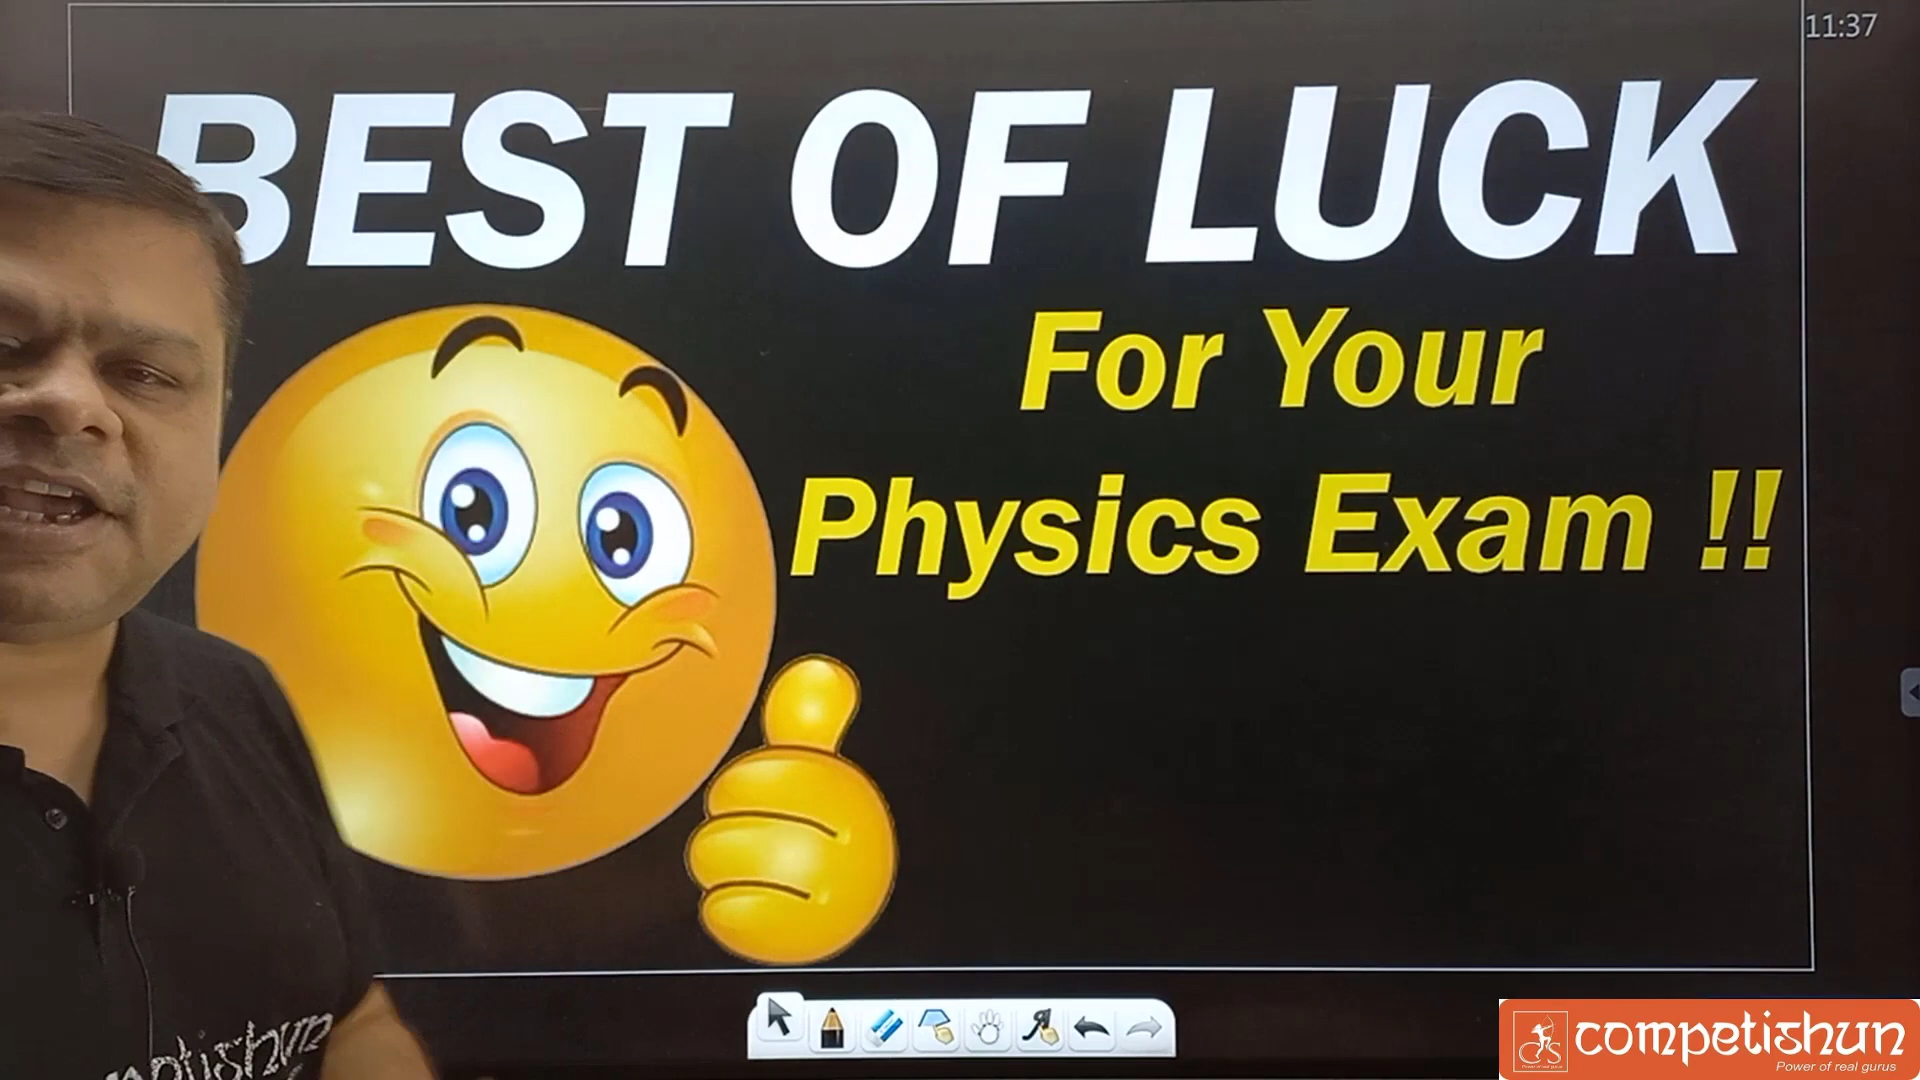 11:37
BEST OF LUCK
For Your
Physics Exam !!
competishun
Power of real gurus